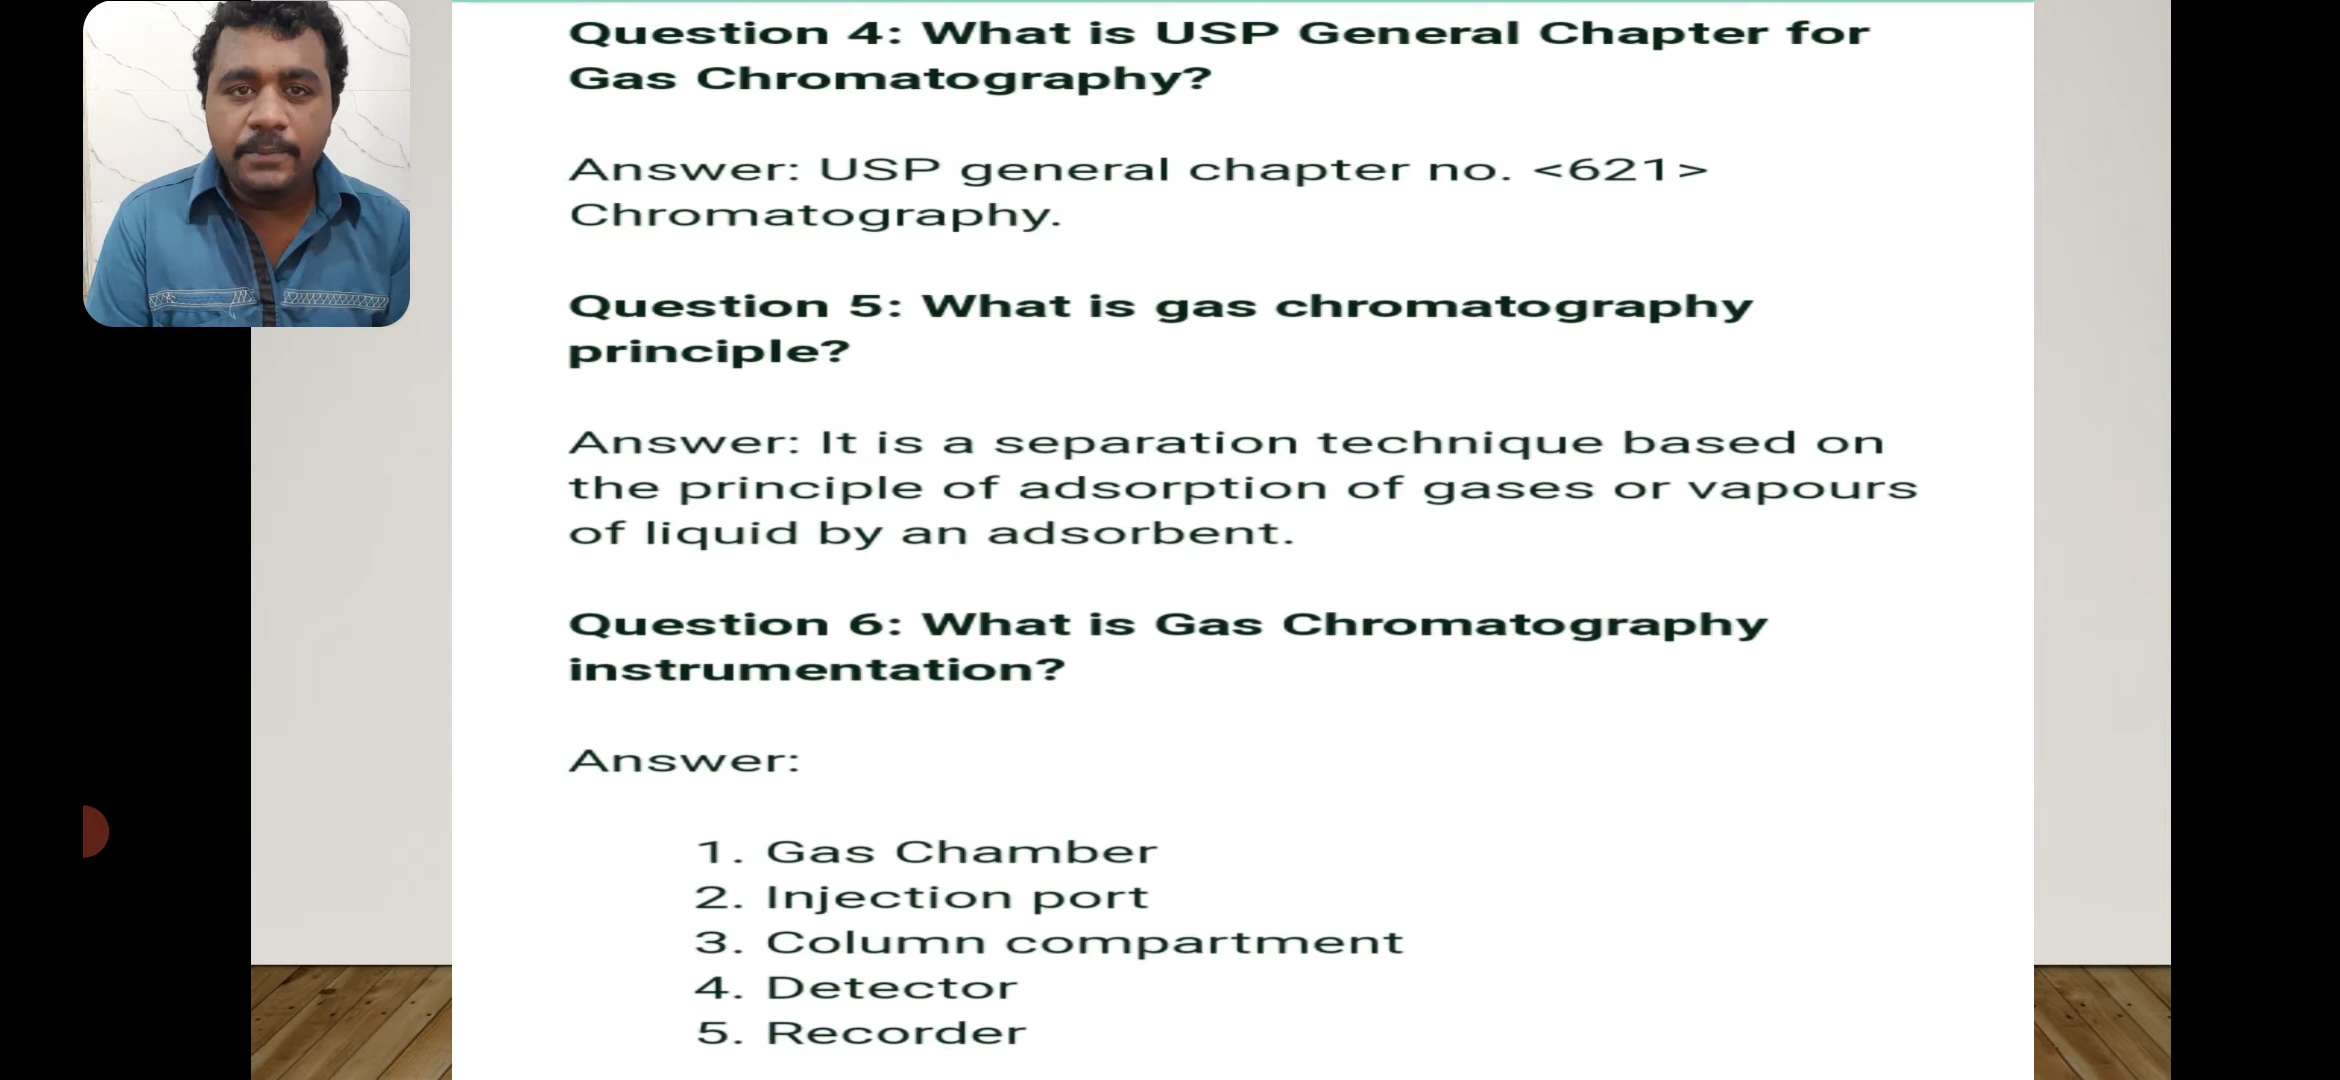 Question 4: What is USP General Chapter for
Gas Chromatography?
Answer: USP general chapter no. <621>
Chromatography.
Question 5: What is gas chromatography
principle?
Answer: It is a separation technique based on
the principle of adsorption of gases or vapours
of liquid by an adsorbent.
Question 6: What is Gas Chromatography
instrumentation?
Answer:
1. Gas Chamber
2. Injection port
3. Column compartment
4. Detector
5. Recorder